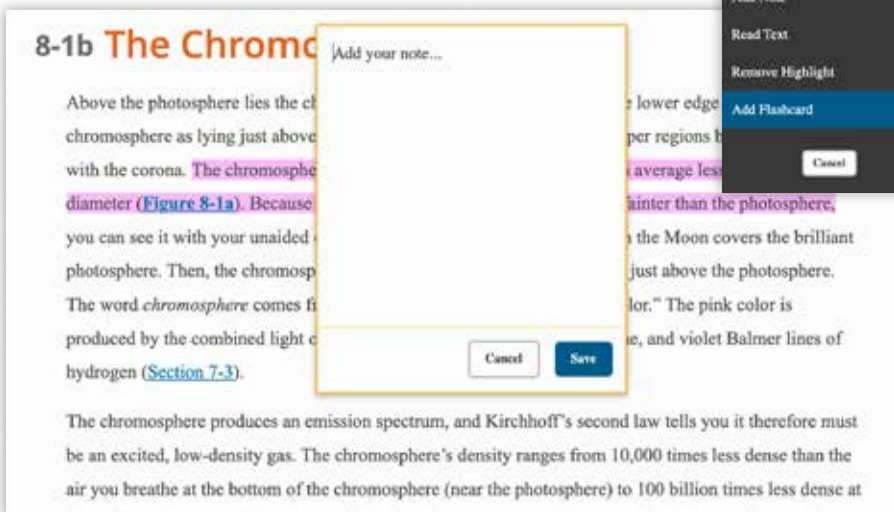 8-1b The Chromo
Add your note...
Cancel
Save
Read Text
Remove Highlight
Add Flashcard
Cancel
Above the photosphere lies the ch lower edge
chromosphere as lying just above per regions b
with the corona. The chromosphe average less
diameter (Figure 8-1a). Because fainter than the photosphere,
you can see it with your unaided the Moon covers the brilliant
photosphere. Then, the chromosp just above the photosphere.
The word chromosphere comes fr lor.” The pink color is
produced by the combined light o ue, and violet Balmer lines of
hydrogen (Section 7-3).
The chromosphere produces an emission spectrum, and Kirchhoff’s second law tells you it therefore must
be an excited, low-density gas. The chromosphere’s density ranges from 10,000 times less dense than the
air you breathe at the bottom of the chromosphere (near the photosphere) to 100 billion times less dense at